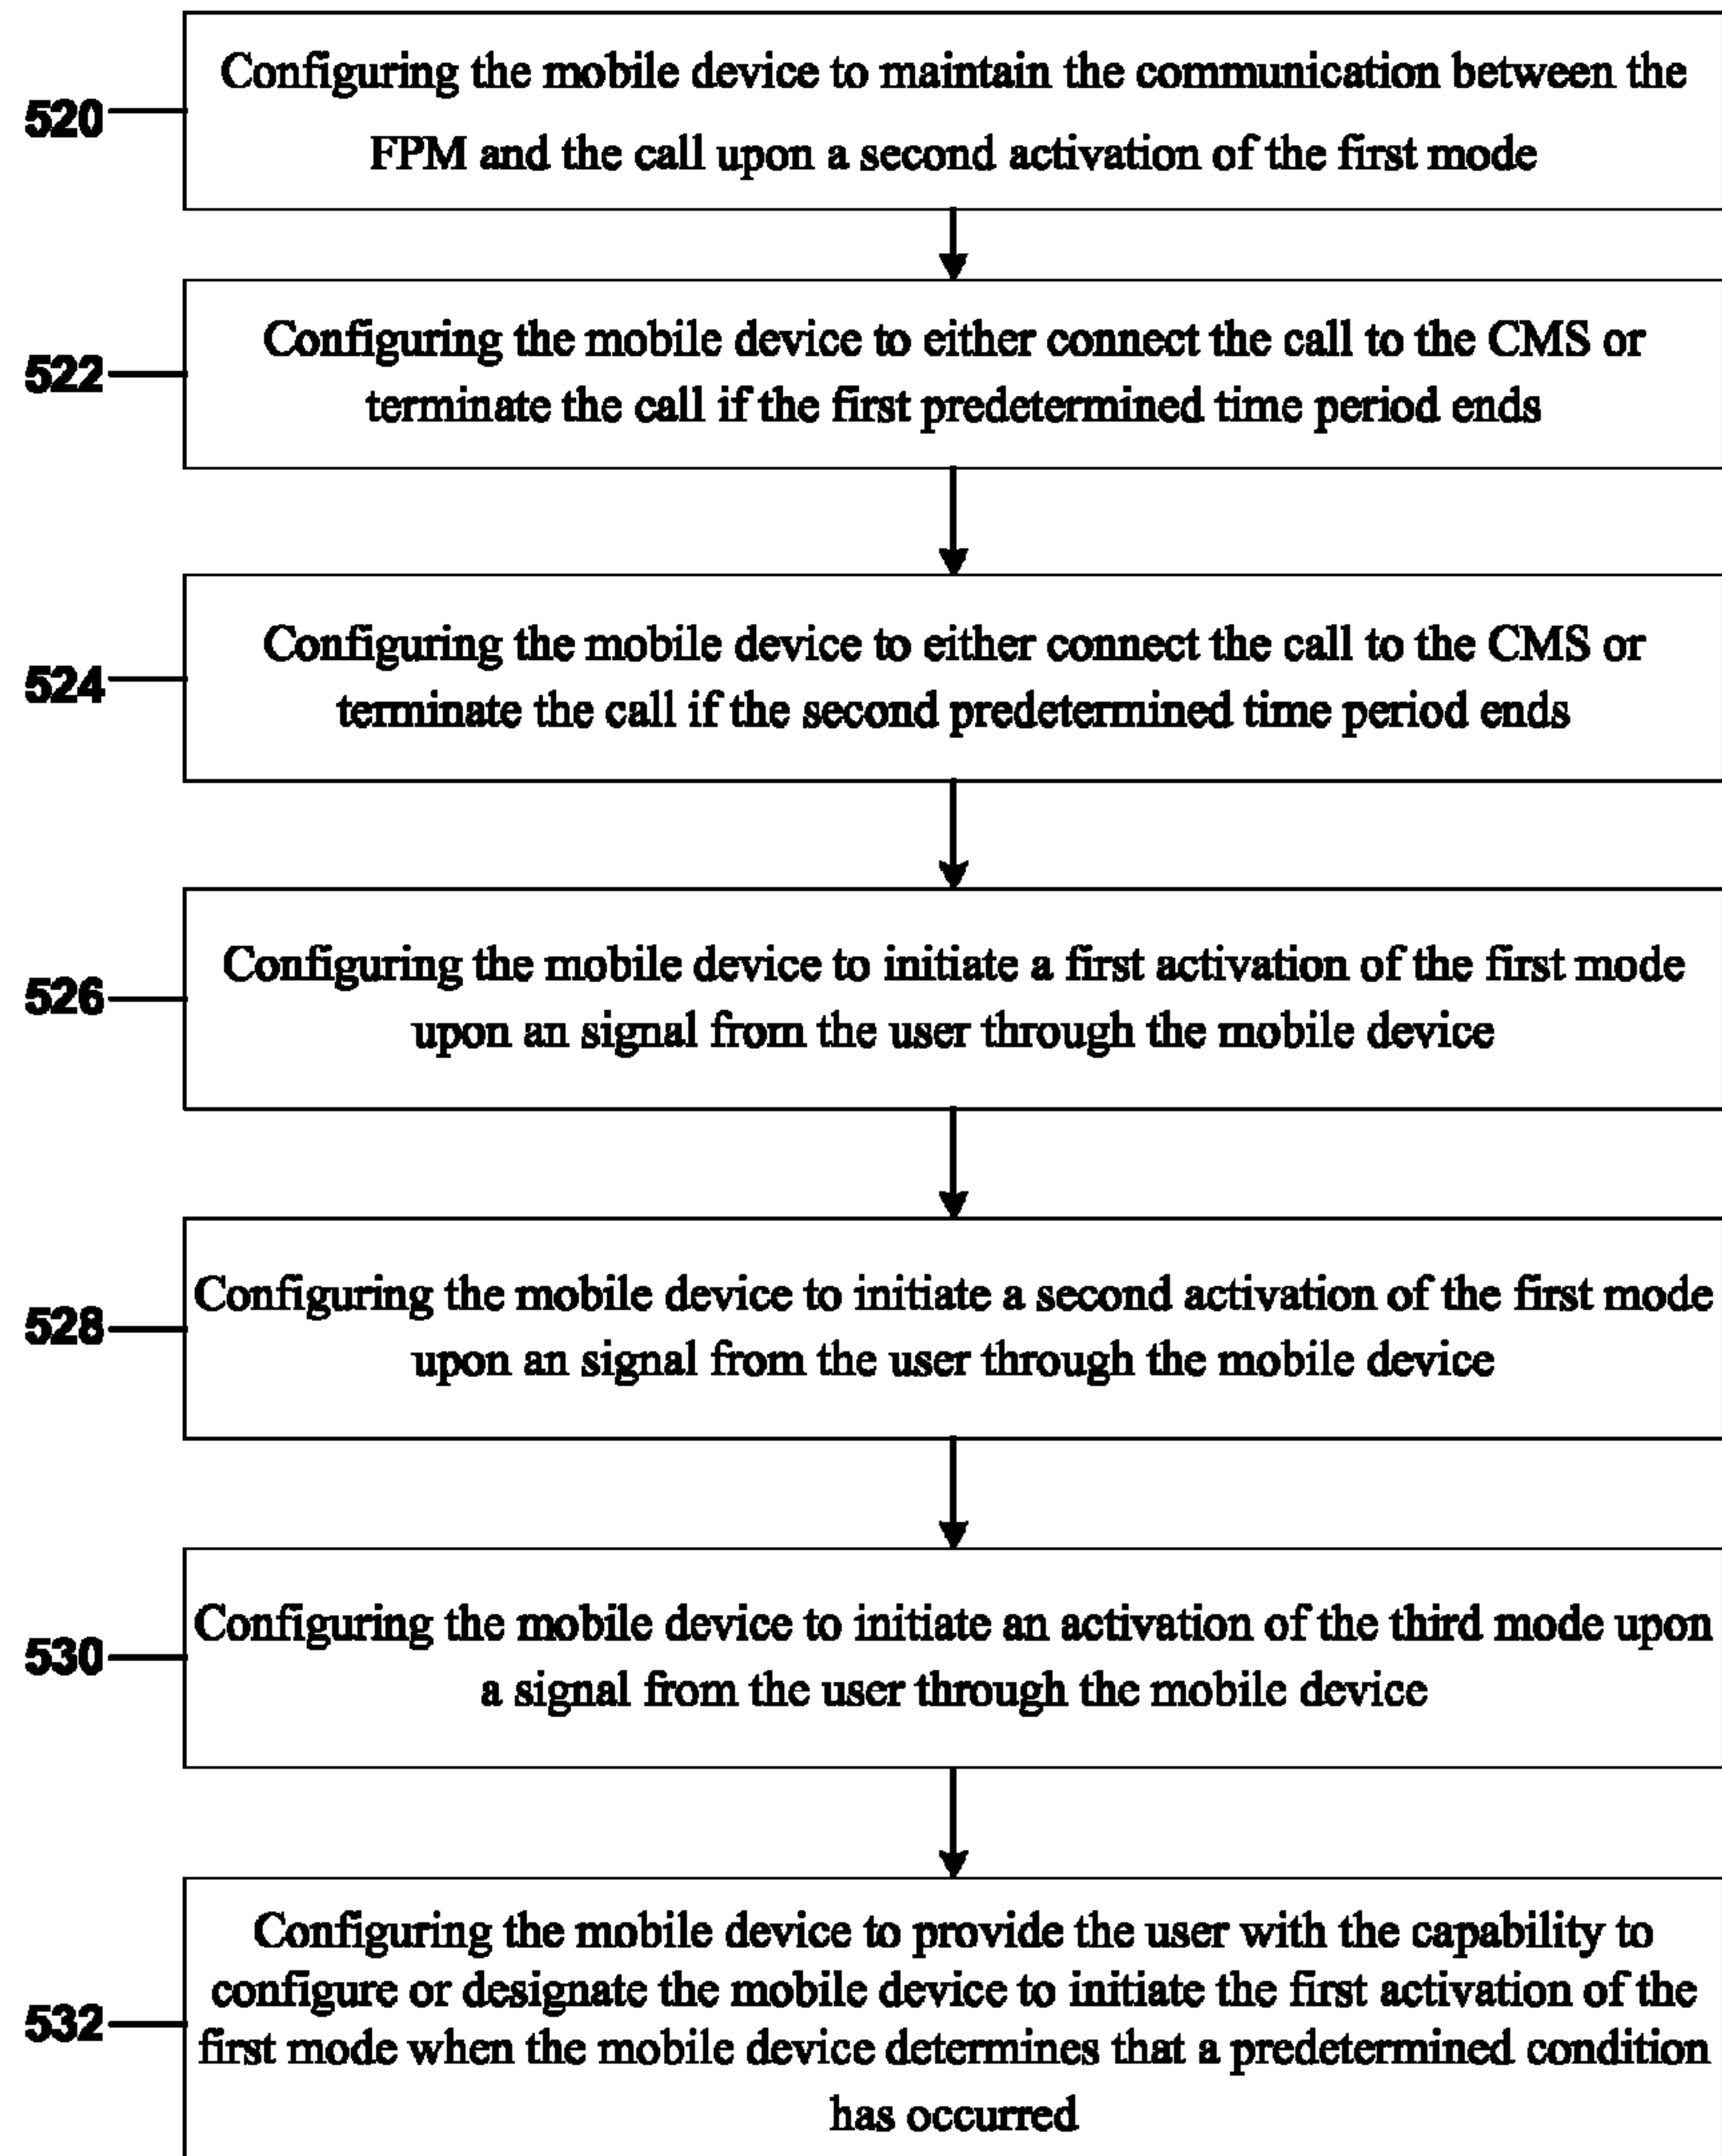 520
Configuring the mobile device to maintain the communication between the
FPM and the call upon a second activation of the first mode
522
Configuring the mobile device to either connect the call to the CMS or
terminate the call if the first predetermined time period ends
524
Configuring the mobile device to either connect the call to the CMS or
terminate the call if the second predetermined time period ends
526
Configuring the mobile device to initiate a first activation of the first mode
upon an signal from the user through the mobile device
528
Configuring the mobile device to initiate a second activation of the first mode
upon an signal from the user through the mobile device
530
Configuring the mobile device to initiate an activation of the third mode upon
a signal from the user through the mobile device
532
Configuring the mobile device to provide the user with the capability to
configure or designate the mobile device to initiate the first activation of the
first mode when the mobile device determines that a predetermined condition
has occurred